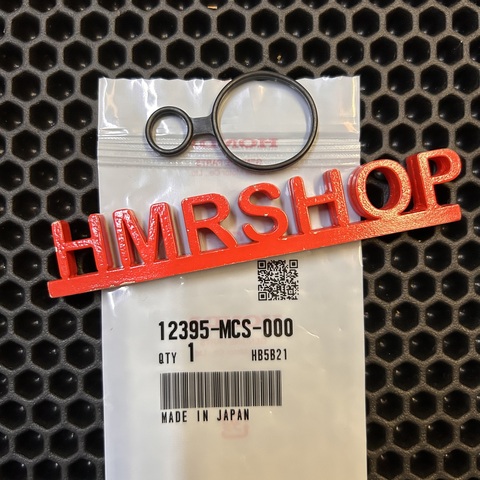 HMRSHOP
12395-MCS-000
QTY 1 HB5B21
MADE IN JAPAN